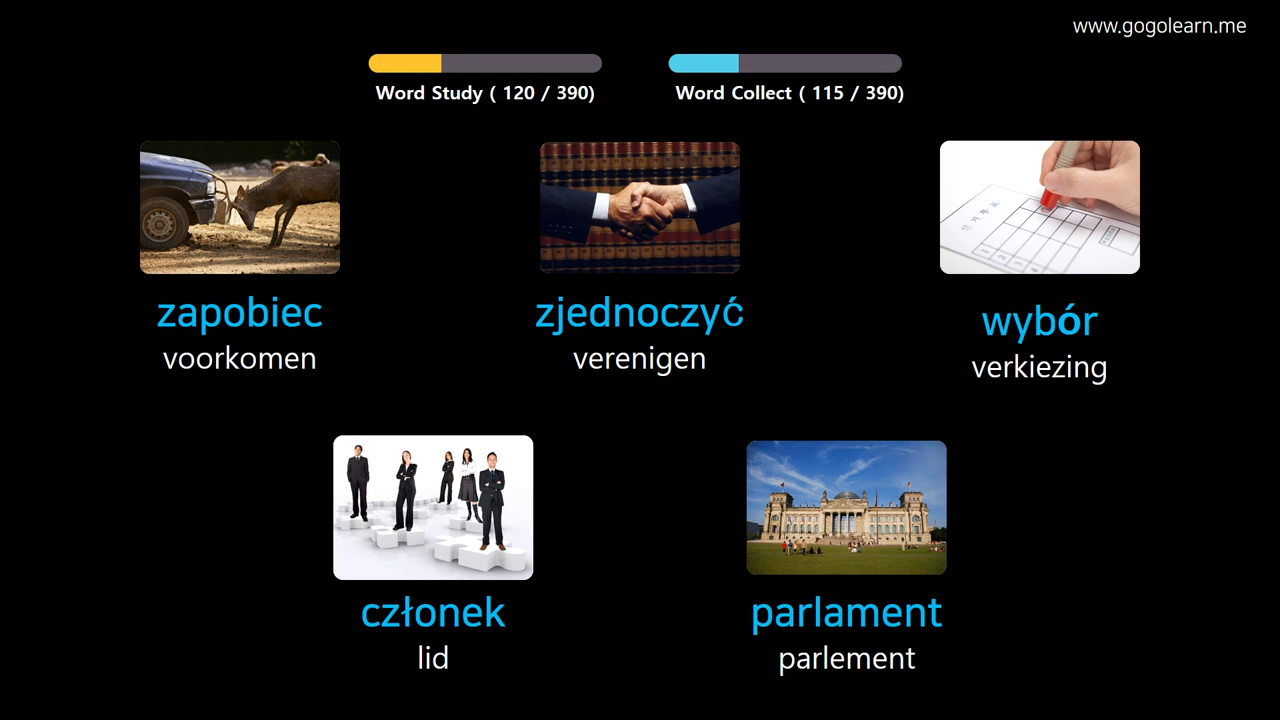 www.gogolearn.me
Word Study ( 120 / 390)
Word Collect ( 115 / 390)
zapobiec
voorkomen
zjednoczyć
verenigen
wybór
verkiezing
członek
lid
parlament
parlement